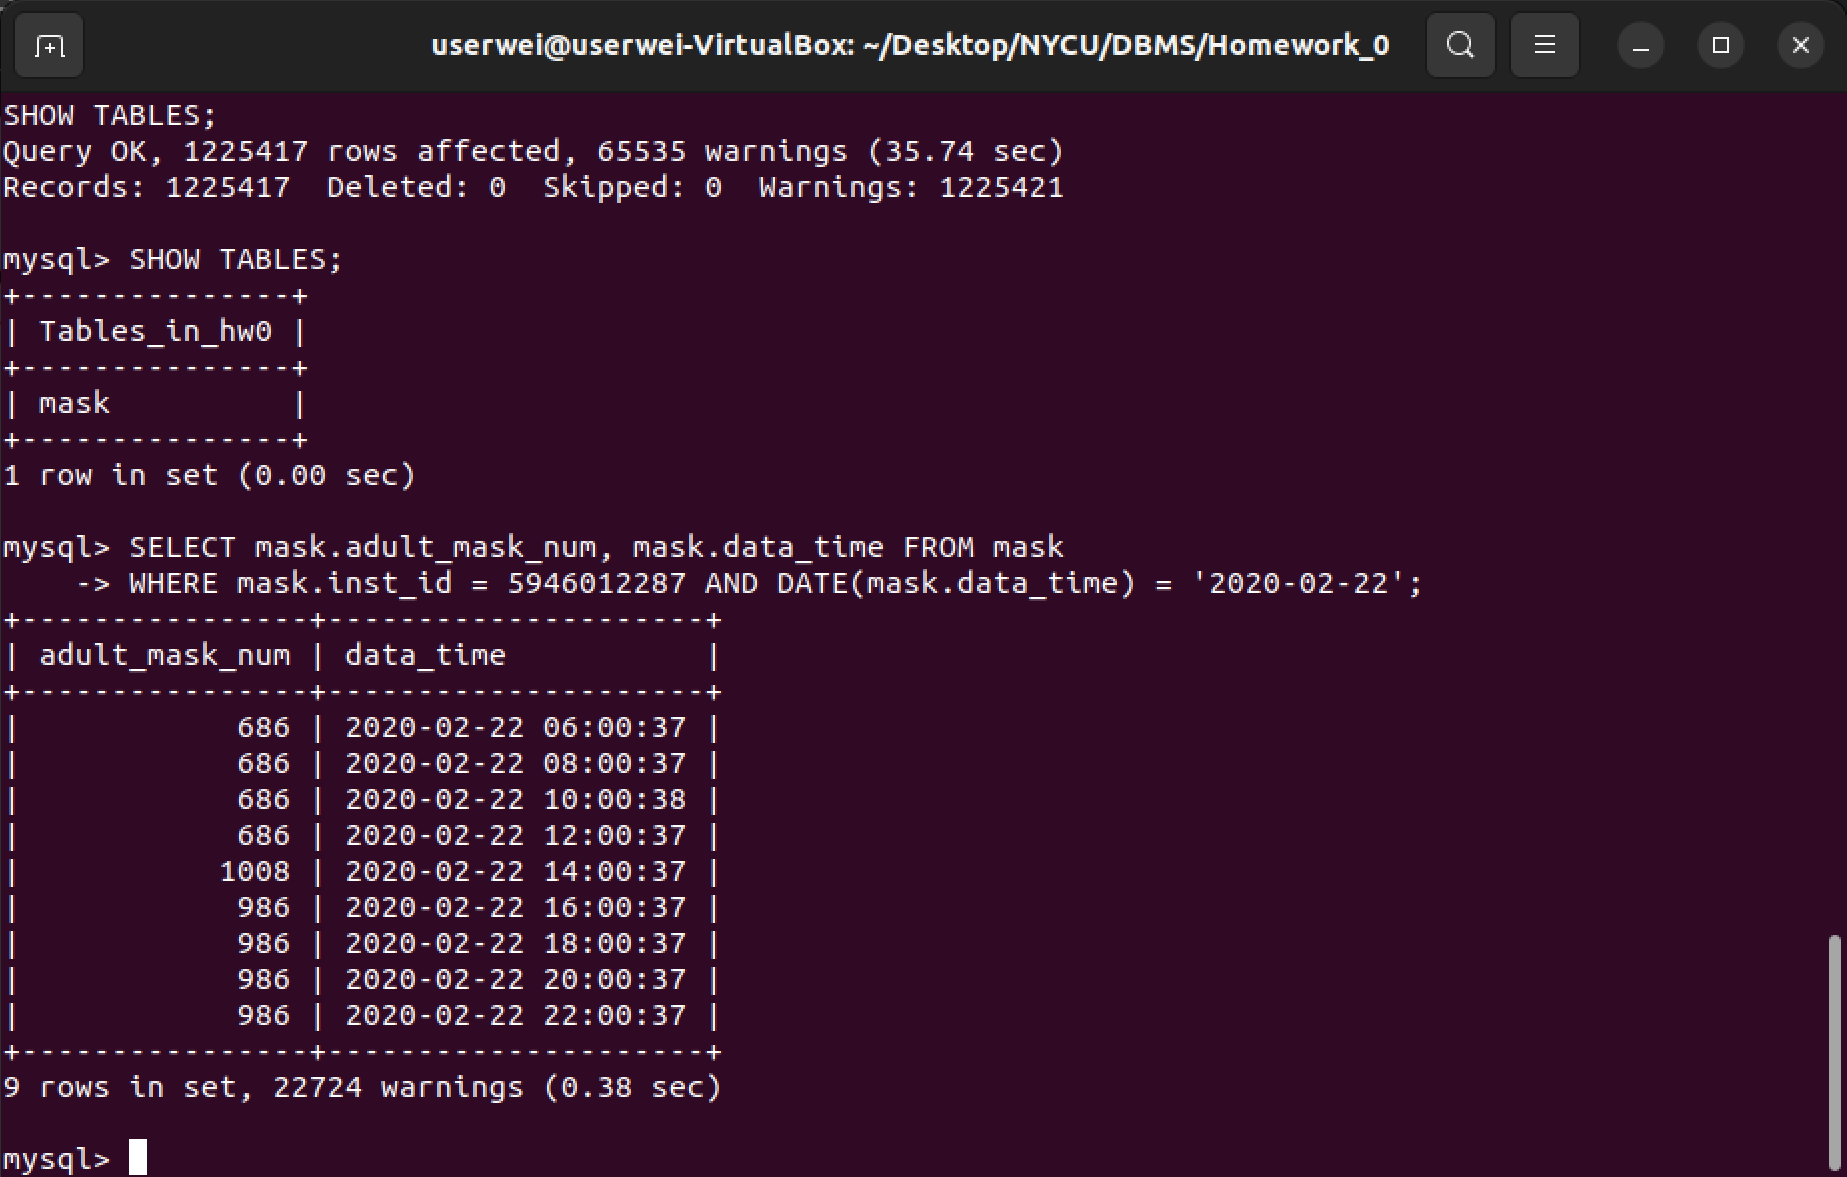 userwei@userwei-VirtualBox: ~/Desktop/NYCU/DBMS/Homework_0
SHOW TABLES;
Query OK, 1225417 rows affected, 65535 warnings (35.74 sec)
Records: 1225417  Deleted: 0  Skipped: 0  Warnings: 1225421

mysql> SHOW TABLES;
+---------------+
| Tables_in_hw0 |
+---------------+
| mask          |
+---------------+
1 row in set (0.00 sec)

mysql> SELECT mask.adult_mask_num, mask.data_time FROM mask
    -> WHERE mask.inst_id = 5946012287 AND DATE(mask.data_time) = '2020-02-22';
+----------------+---------------------+
| adult_mask_num | data_time           |
+----------------+---------------------+
|            686 | 2020-02-22 06:00:37 |
|            686 | 2020-02-22 08:00:37 |
|            686 | 2020-02-22 10:00:38 |
|            686 | 2020-02-22 12:00:37 |
|           1008 | 2020-02-22 14:00:37 |
|            986 | 2020-02-22 16:00:37 |
|            986 | 2020-02-22 18:00:37 |
|            986 | 2020-02-22 20:00:37 |
|            986 | 2020-02-22 22:00:37 |
+----------------+---------------------+
9 rows in set, 22724 warnings (0.38 sec)

mysql>